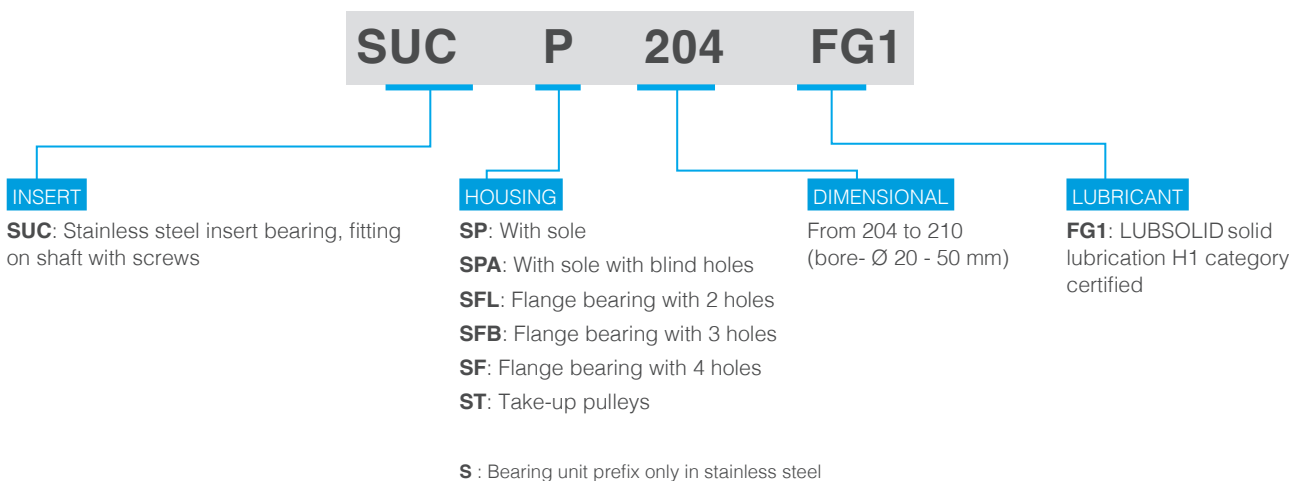 SUC P 204 FG1
INSERT
SUC: Stainless steel insert bearing, fitting
on shaft with screws
HOUSING
SP: With sole
SPA: With sole with blind holes
SFL: Flange bearing with 2 holes
SFB: Flange bearing with 3 holes
SF: Flange bearing with 4 holes
ST: Take-up pulleys
S : Bearing unit prefix only in stainless steel
DIMENSIONAL
From 204 to 210
(bore- Ø 20 - 50 mm)
LUBRICANT
FG1: LUBSOLID solid
lubrication H1 category
certified